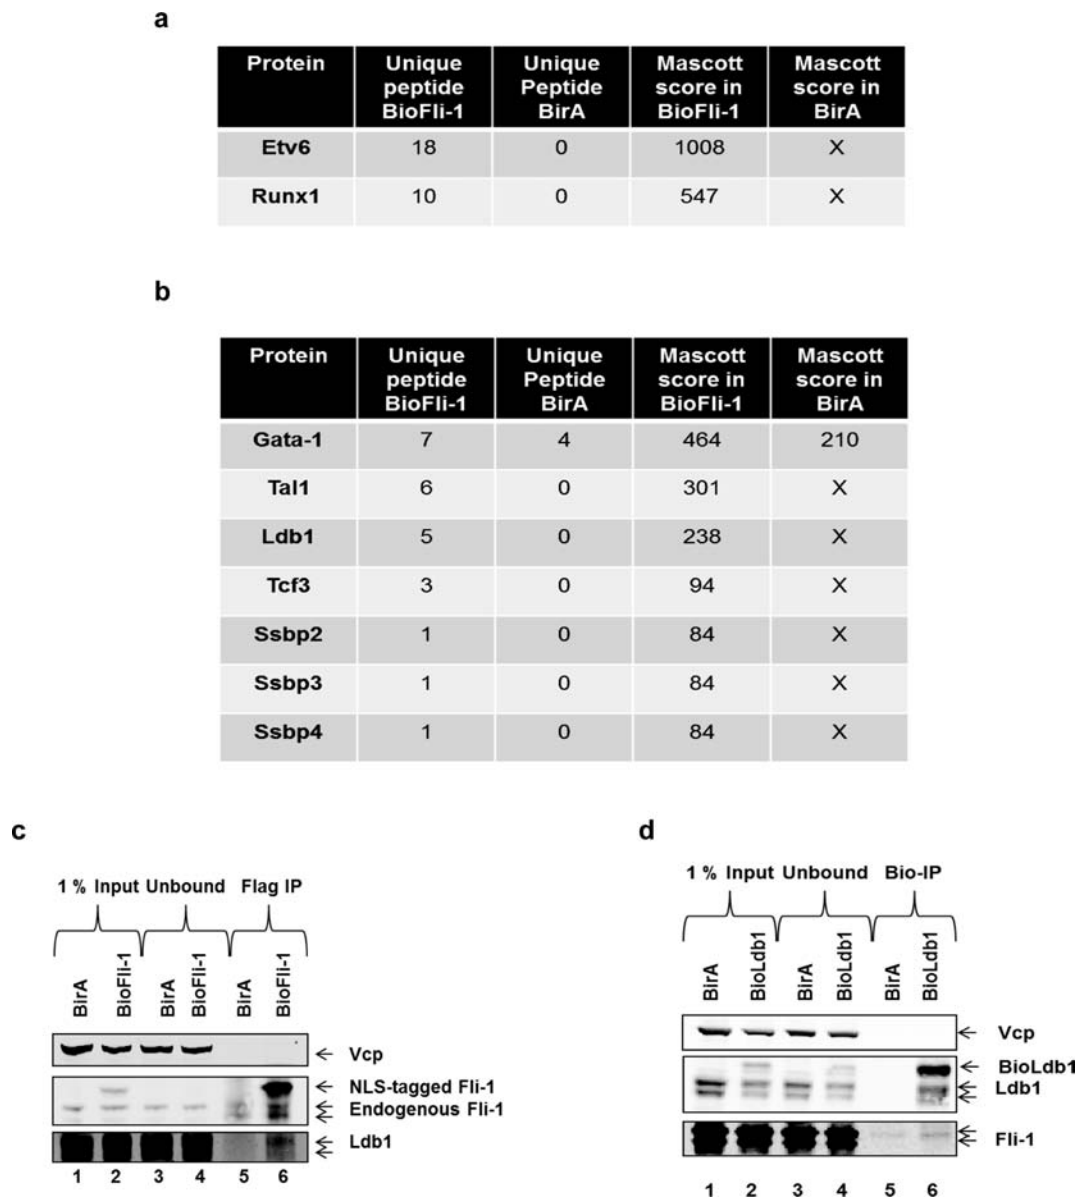 a
Protein Unique peptide BioFli-1 Unique Peptide BirA Mascott score in BioFli-1 Mascott score in BirA
Etv6 18 0 1008 X
Runx1 10 0 547 X
b
Protein Unique peptide BioFli-1 Unique Peptide BirA Mascott score in BioFli-1 Mascott score in BirA
Gata-1 7 4 464 210
Tal1 6 0 301 X
Ldb1 5 0 238 X
Tcf3 3 0 94 X
Ssbp2 1 0 84 X
Ssbp3 1 0 84 X
Ssbp4 1 0 84 X
c
1 % Input Unbound Flag IP
BirA BioFli-1 BirA BioFli-1 BirA BioFli-1
Vcp
NLS-tagged Fli-1
Endogenous Fli-1
Ldb1
1 2 3 4 5 6
d
1 % Input Unbound Bio-IP
BirA BioLdb1 BirA BioLdb1 BirA BioLdb1
Vcp
BioLdb1
Ldb1
Fli-1
1 2 3 4 5 6